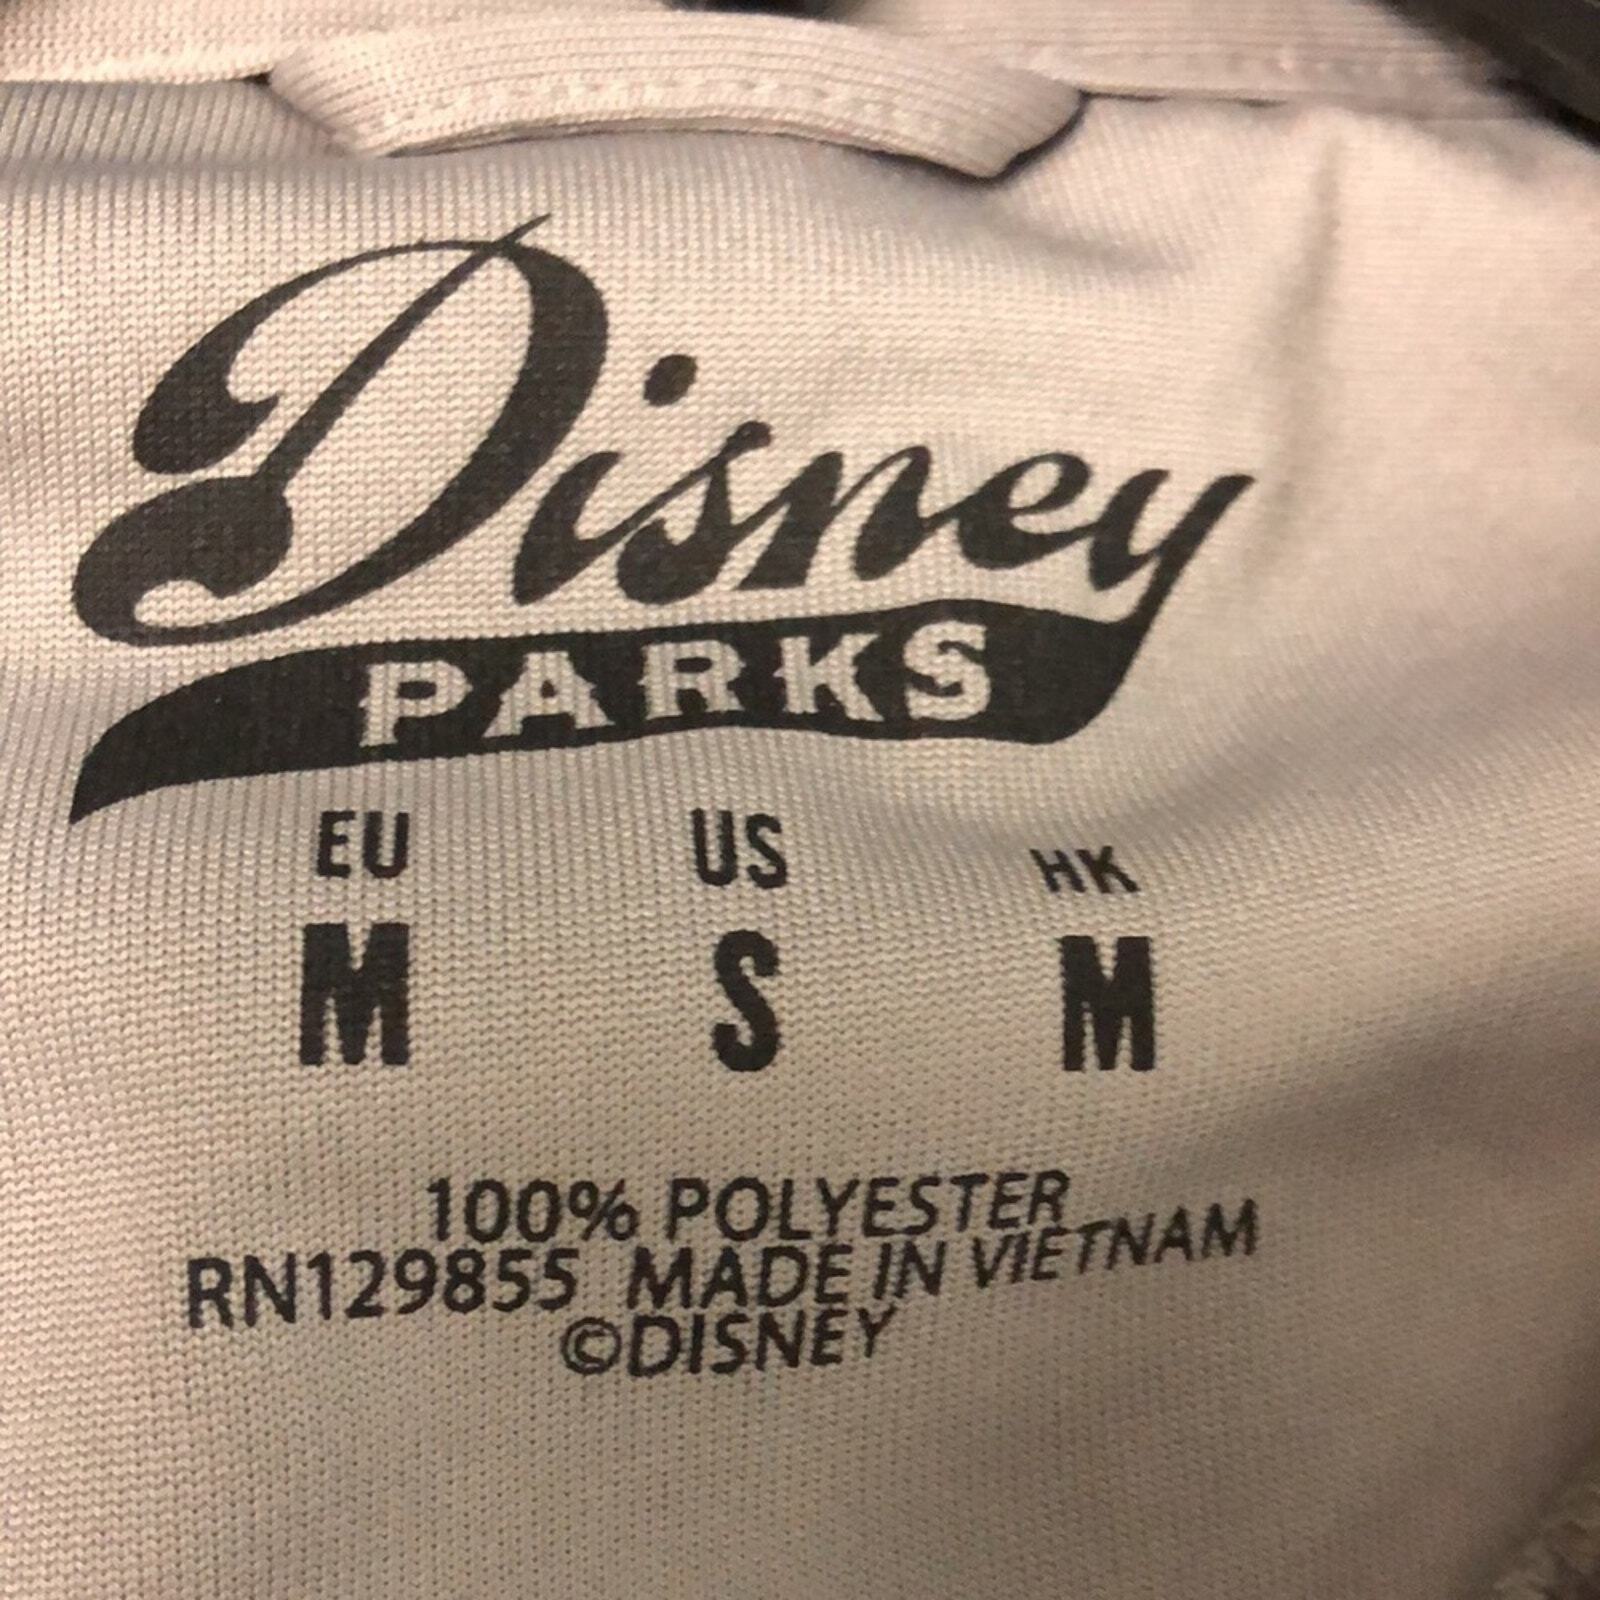 Disney
PARKS
EU US HK
M S M
100% POLYESTER
RN129855 MADE IN VIETNAM
©DISNEY